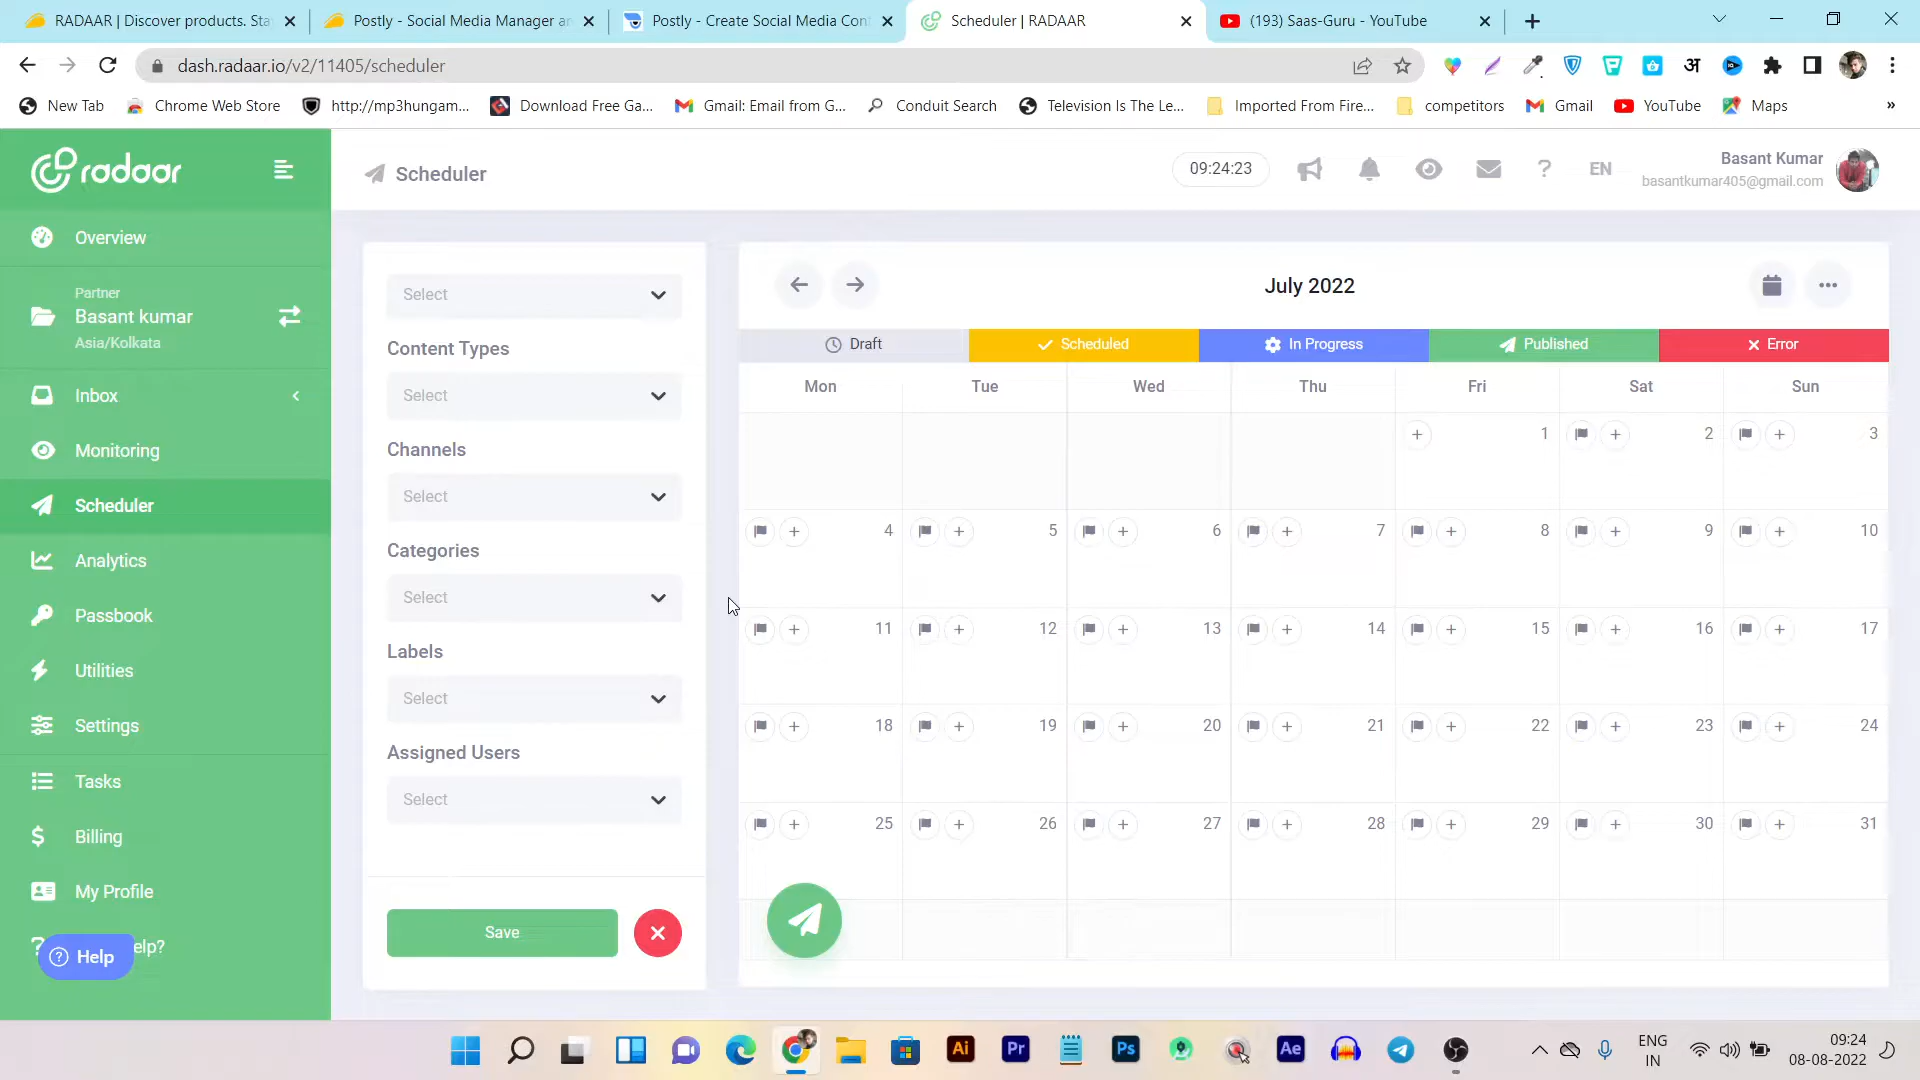 RADAAR | Discover products. Sta
Postly - Social Media Manager a
Postly - Create Social Media Con
Scheduler | RADAAR
(193) Saas-Guru - YouTube
dash.radaar.io/v2/11405/scheduler
अ
New Tab
Chrome Web Store
http://mp3hungam...
Download Free Ga...
Gmail: Email from G...
Conduit Search
Television Is The Le...
Imported From Fire...
competitors
Gmail
YouTube
Maps
»
radaar
Scheduler
09:24:23
?
EN
Basant Kumar
basantkumar405@gmail.com
Overview
Partner
Basant kumar
Asia/Kolkata
Inbox
Monitoring
Scheduler
Analytics
Passbook
Utilities
Settings
Tasks
Billing
My Profile
elp?
Help
Select
Content Types
Select
Channels
Select
Categories
Select
Labels
Select
Assigned Users
Select
Save
July 2022
Draft
Scheduled
In Progress
Published
Error
Mon Tue Wed Thu Fri Sat Sun
1 2 3
4 5 6 7 8 9 10
11 12 13 14 15 16 17
18 19 20 21 22 23 24
25 26 27 28 29 30 31
Ai
Pr
Ps
Ae
ENG
IN
09:24
08-08-2022